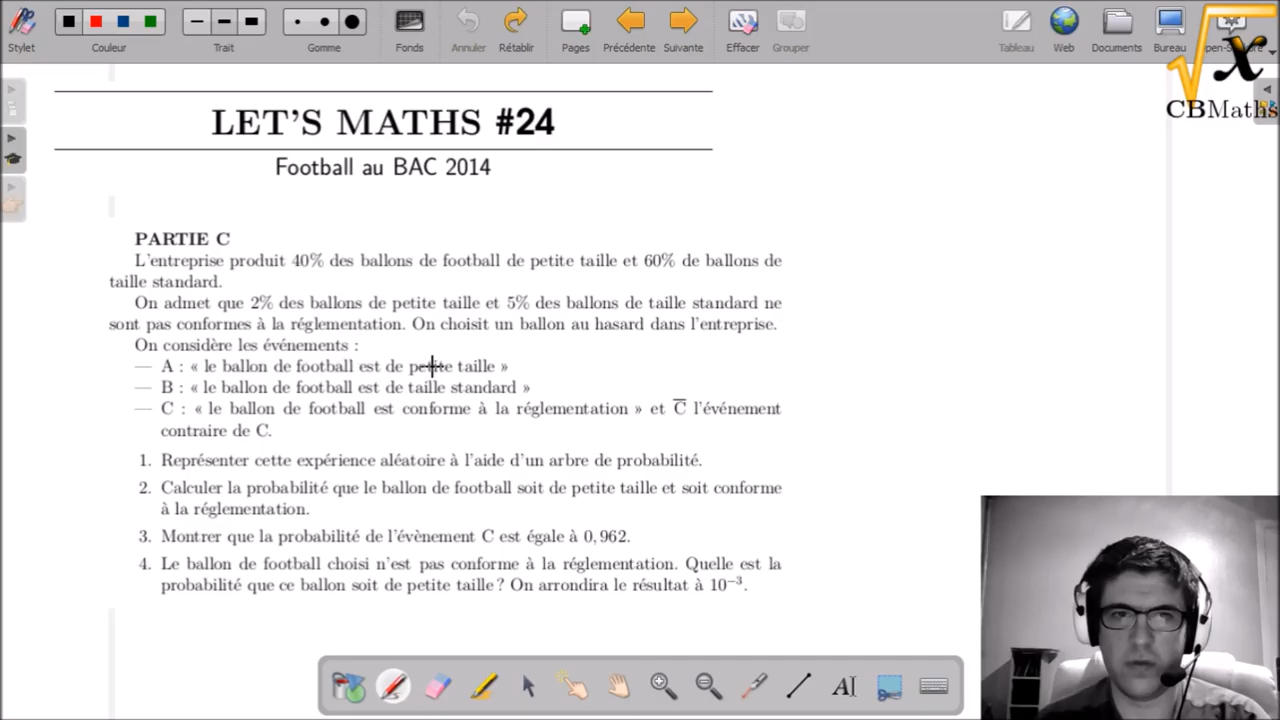 Stylet Couleur Trait Gomme Fonds Annuler Rétablir Pages Précédente Suivante Effacer Grouper Tableau Web Documents Bureau
x
CBMaths
LET'S MATHS #24
Football au BAC 2014
PARTIE C
L'entreprise produit 40% des ballons de football de petite taille et 60% de ballons de
taille standard.
On admet que 2% des ballons de petite taille et 5% des ballons de taille standard ne
sont pas conformes à la réglementation. On choisit un ballon au hasard dans l'entreprise.
On considère les événements :
— A : « le ballon de football est de petite taille »
— B : « le ballon de football est de taille standard »
— C : « le ballon de football est conforme à la réglementation » et C̅ l'événement
contraire de C.
1. Représenter cette expérience aléatoire à l'aide d'un arbre de probabilité.
2. Calculer la probabilité que le ballon de football soit de petite taille et soit conforme
à la réglementation.
3. Montrer que la probabilité de l'évènement C est égale à 0,962.
4. Le ballon de football choisi n'est pas conforme à la réglementation. Quelle est la
probabilité que ce ballon soit de petite taille ? On arrondira le résultat à 10⁻³.
AI